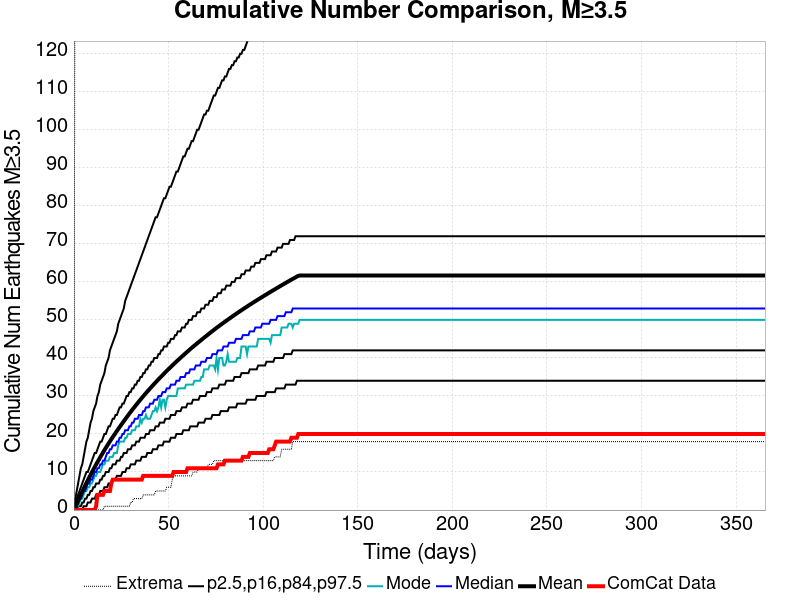 Cumulative Number Comparison, M≥3.5
Cumulative Num Earthquakes M≥3.5
120
110
100
90
80
70
60
50
40
30
20
10
0
0 50 100 150 200 250 300 350
Time (days)
Extrema p2.5,p16,p84,p97.5 Mode Median Mean ComCat Data